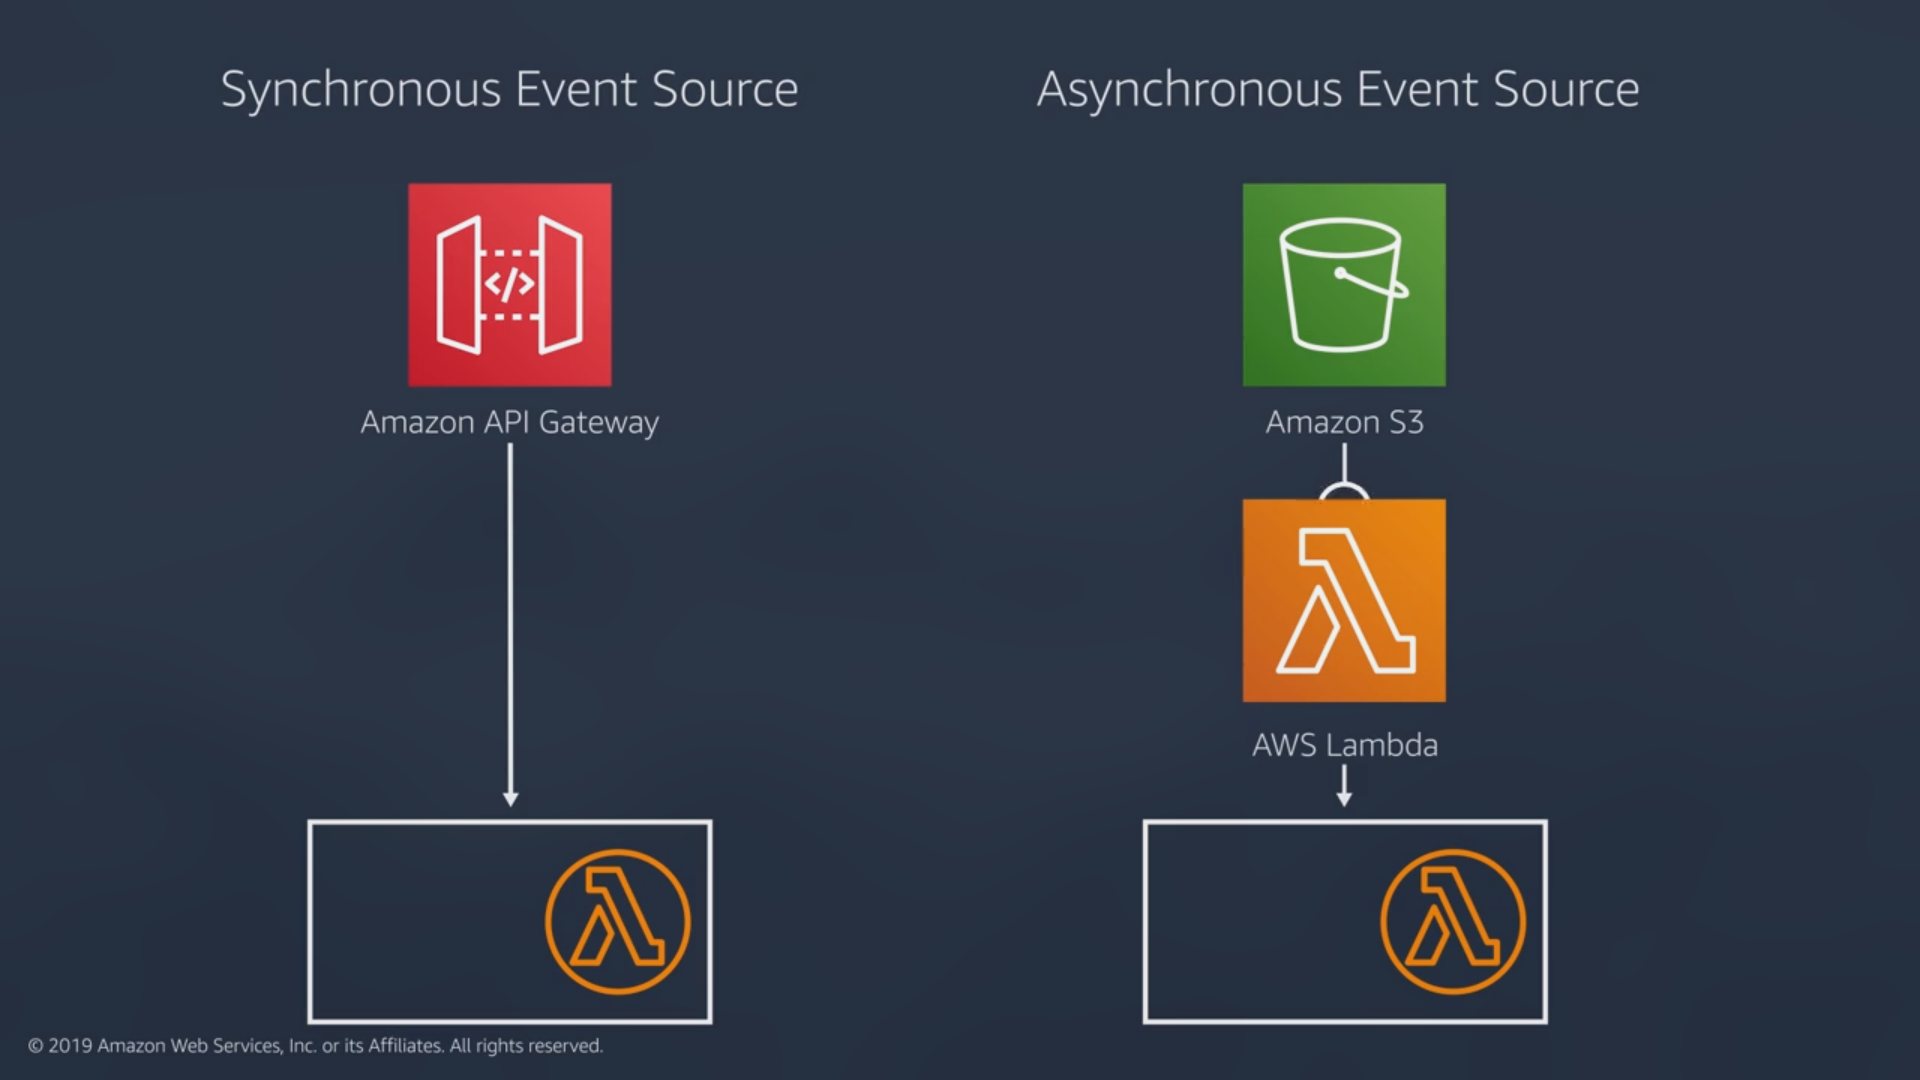 Synchronous Event Source
Asynchronous Event Source
</>
Amazon API Gateway
Amazon S3
AWS Lambda
© 2019 Amazon Web Services, Inc. or its Affiliates. All rights reserved.